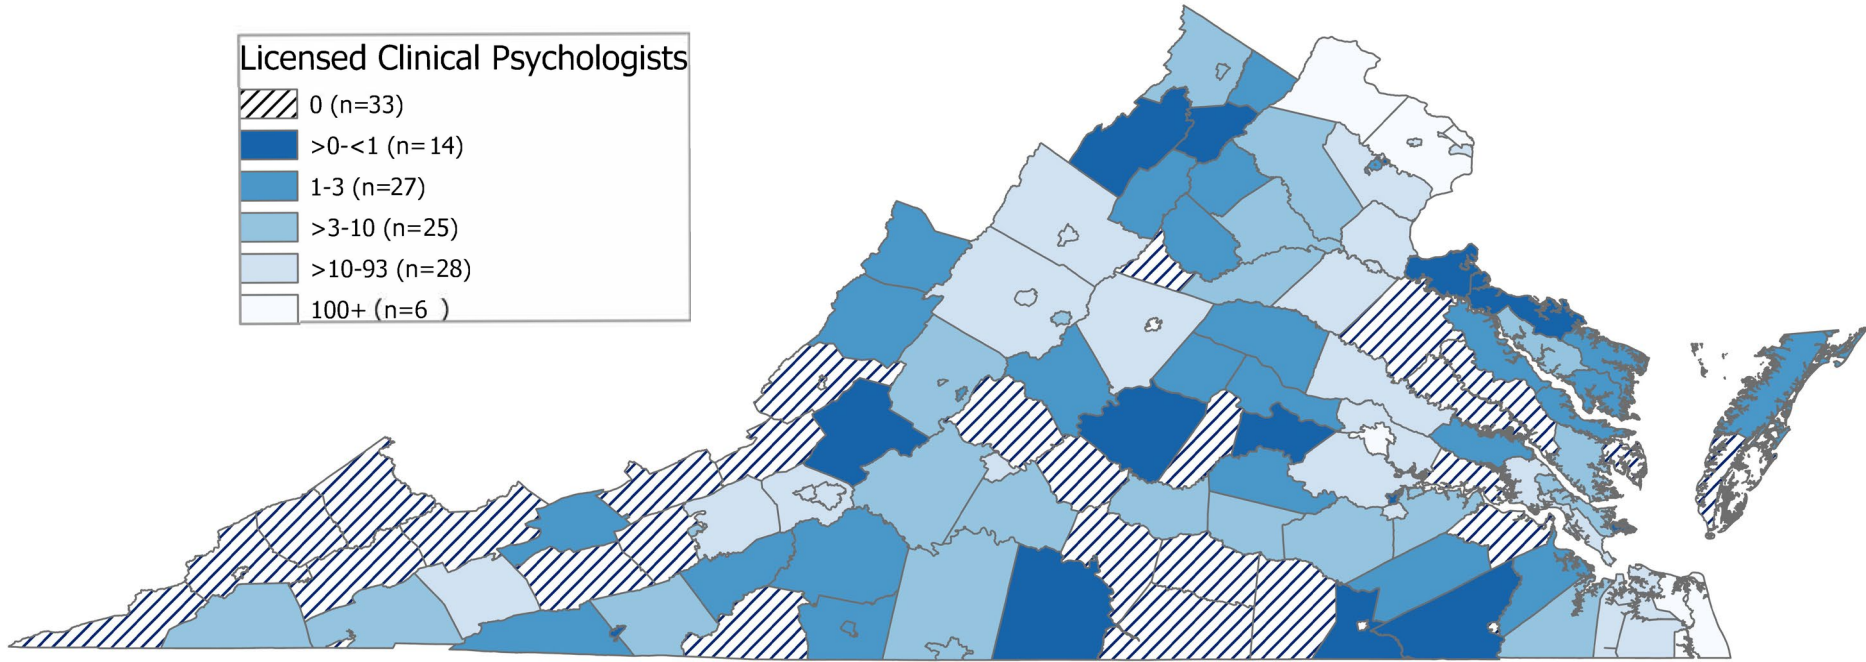 Licensed Clinical Psychologists
0 (n=33)
>0-<1 (n=14)
1-3 (n=27)
>3-10 (n=25)
>10-93 (n=28)
100+ (n=6 )